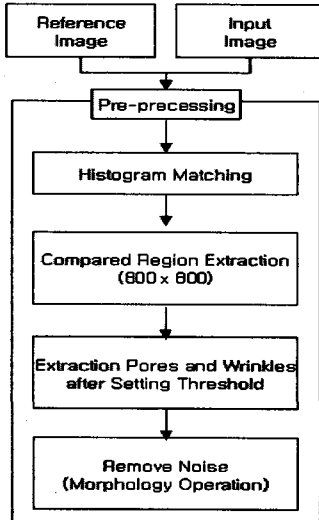 Reference
Image
Input
Image
Pre-precessing
Histogram Matching
Compared Region Extraction
(800 x 800)
Extraction Pores and Wrinkles
after Setting Threshold
Remove Noise
(Morphology Operation)